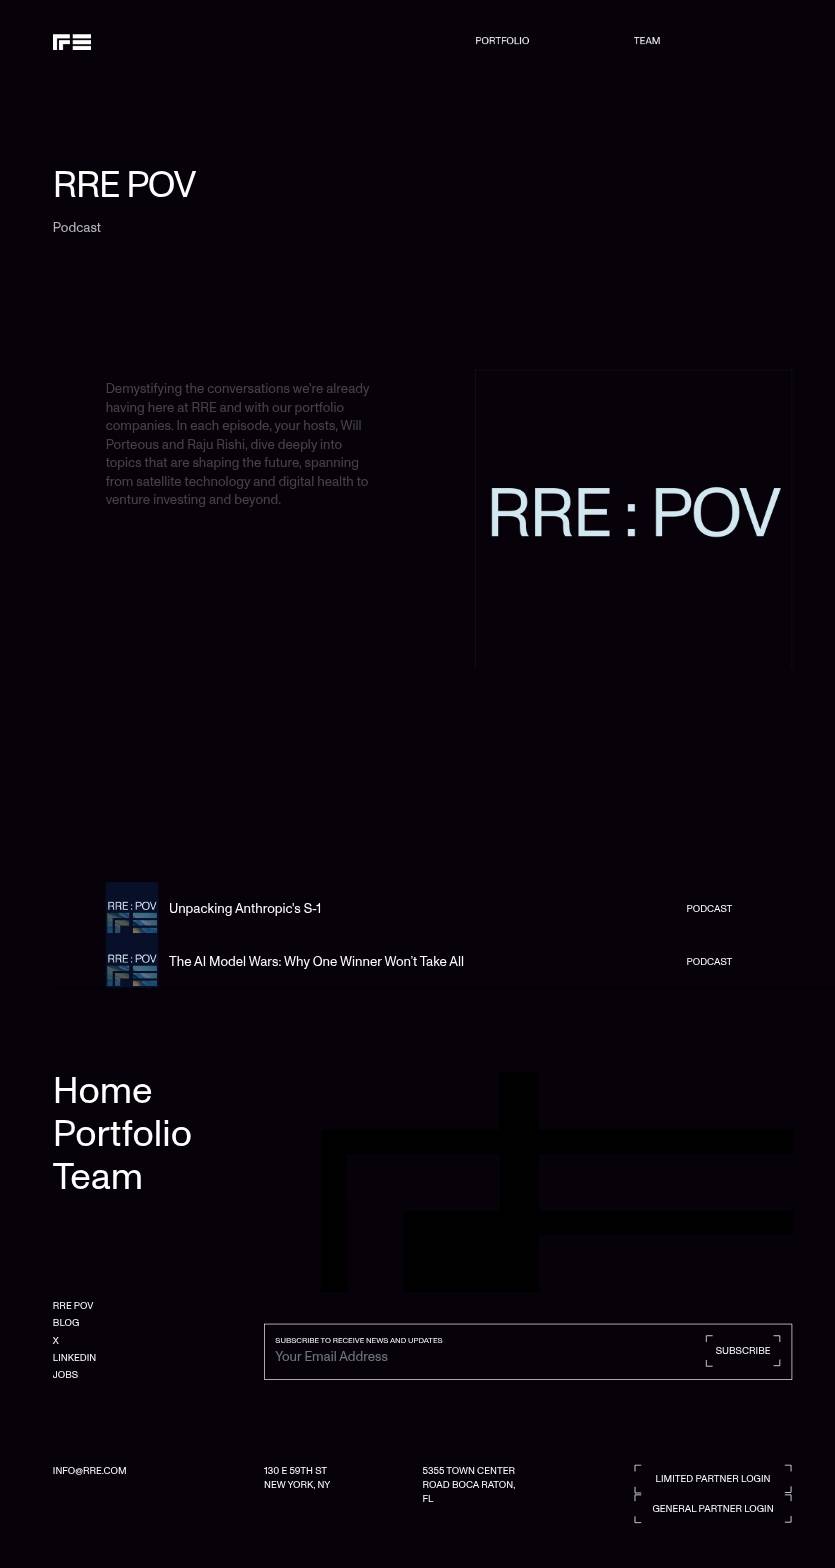 PORTFOLIO
TEAM
RRE POV
Podcast
Demystifying the conversations we're already
having here at RRE and with our portfolio
companies. In each episode, your hosts, Will
Porteous and Raju Rishi, dive deeply into
topics that are shaping the future, spanning
from satellite technology and digital health to
venture investing and beyond.
RRE : POV
RRE : POV
Unpacking Anthropic's S-1
PODCAST
RRE : POV
The AI Model Wars: Why One Winner Won't Take All
PODCAST
Home
Portfolio
Team
RRE POV
BLOG
X
LINKEDIN
JOBS
SUBSCRIBE TO RECEIVE NEWS AND UPDATES
Your Email Address
SUBSCRIBE
INFO@RRE.COM
130 E 59TH ST
NEW YORK, NY
5355 TOWN CENTER
ROAD BOCA RATON,
FL
LIMITED PARTNER LOGIN
GENERAL PARTNER LOGIN